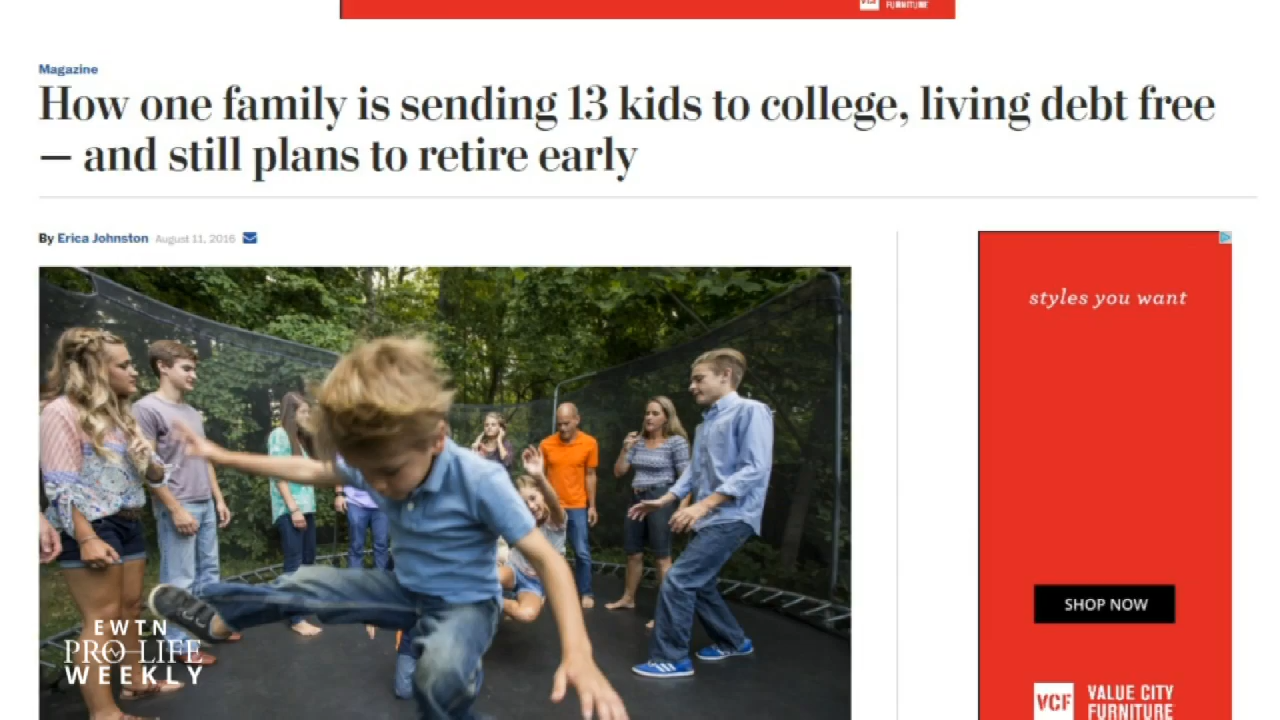 VCF
FURNITURE
Magazine
How one family is sending 13 kids to college, living debt free
— and still plans to retire early
By Erica Johnston August 11, 2016
styles you want
SHOP NOW
EWTN
PRO-LIFE
WEEKLY
VCF
VALUE CITY
FURNITURE